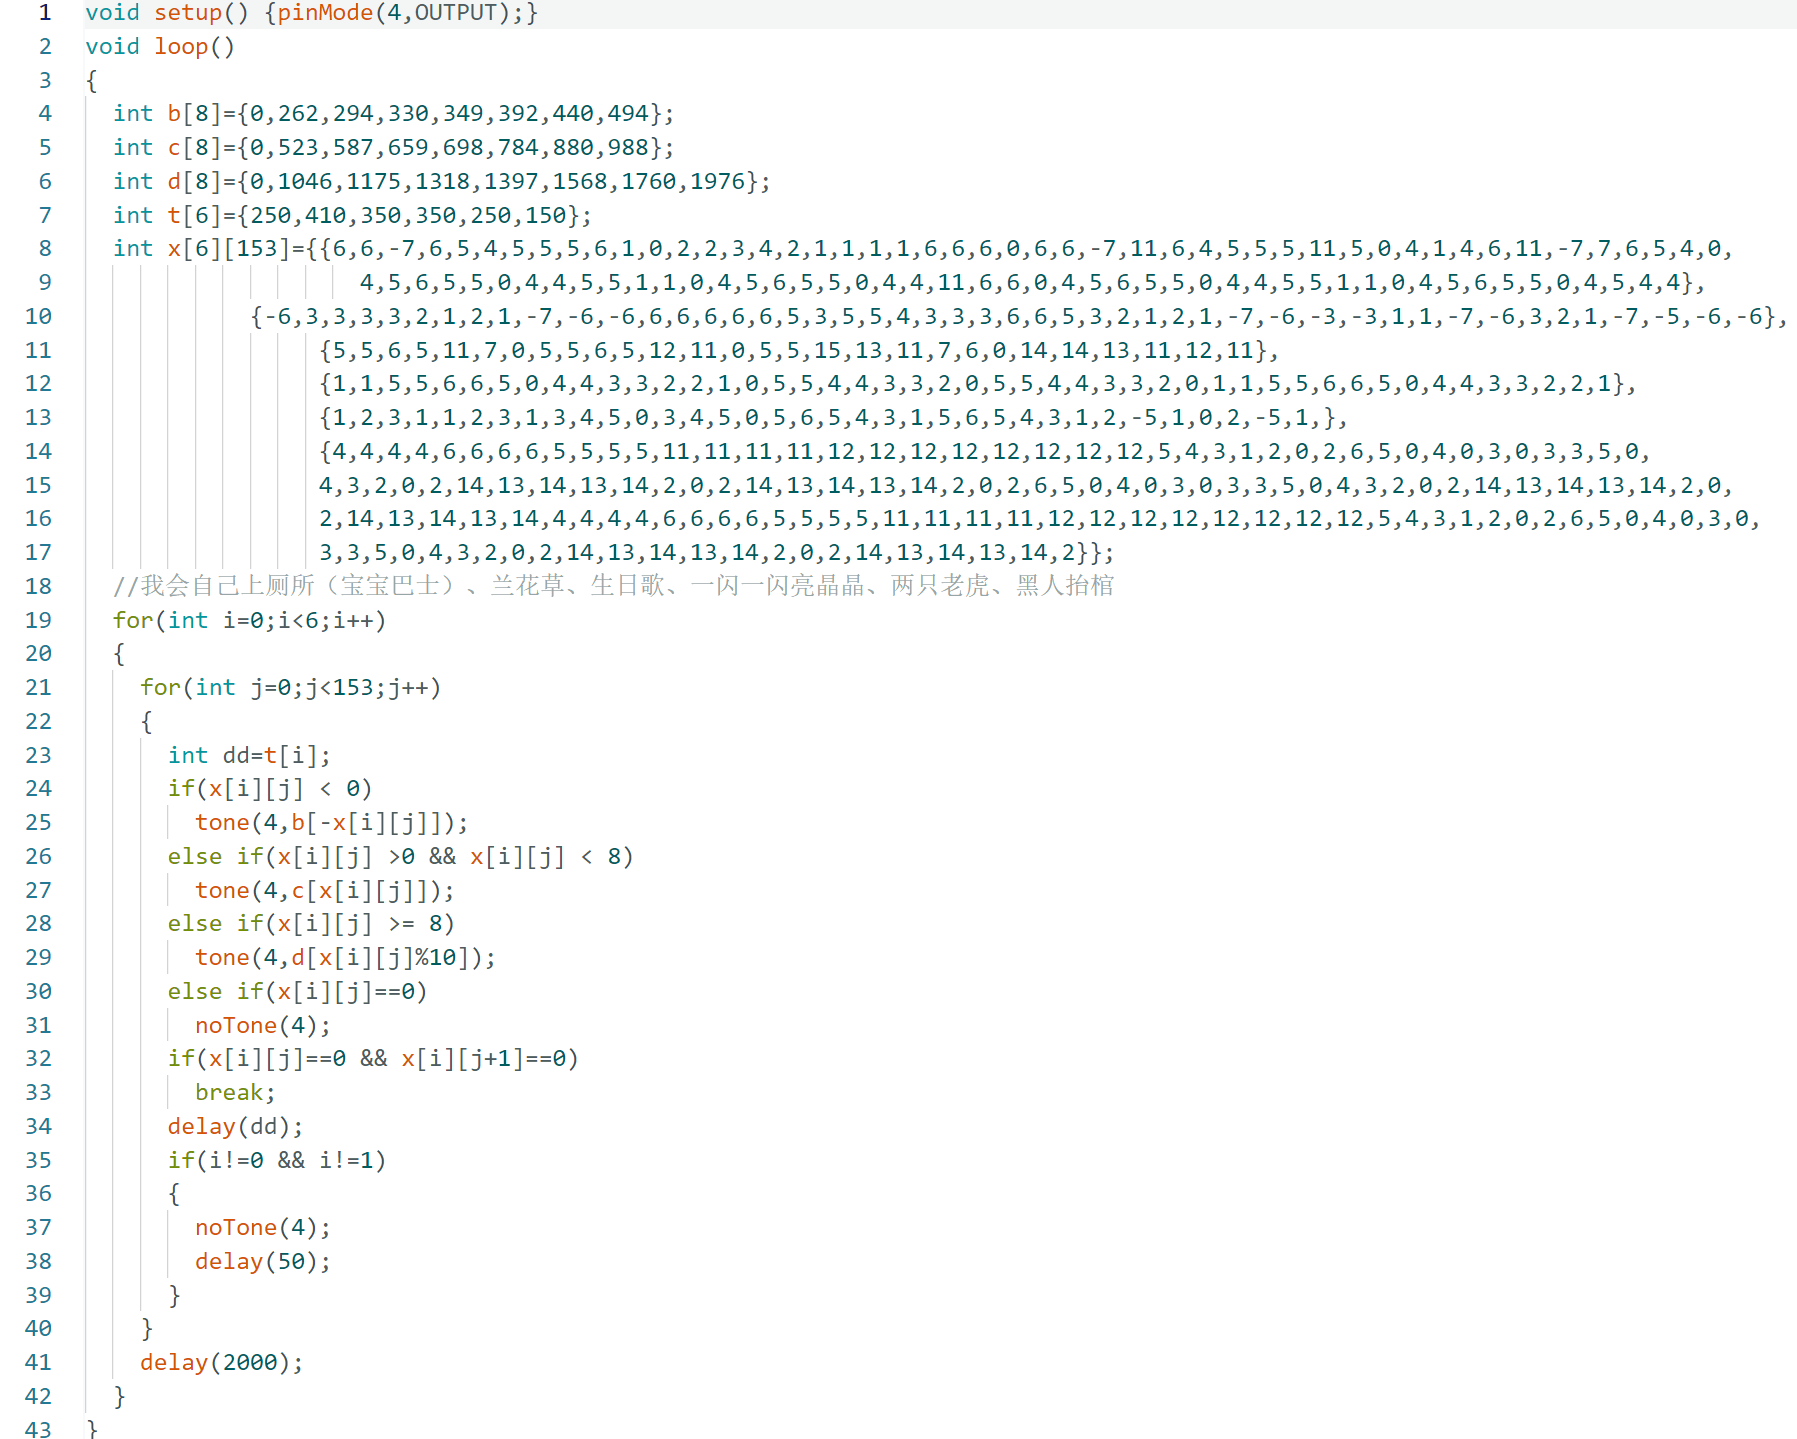 1 void setup() {pinMode(4,OUTPUT);}
2 void loop()
3 {
4 int b[8]={0,262,294,330,349,392,440,494};
5 int c[8]={0,523,587,659,698,784,880,988};
6 int d[8]={0,1046,1175,1318,1397,1568,1760,1976};
7 int t[6]={250,410,350,350,250,150};
8 int x[6][153]={{6,6,-7,6,5,4,5,5,5,6,1,0,2,2,3,4,2,1,1,1,1,6,6,6,0,6,6,-7,11,6,4,5,5,5,11,5,0,4,1,4,6,11,-7,7,6,5,4,0,
9 4,5,6,5,5,0,4,4,5,5,1,1,0,4,5,6,5,5,0,4,4,11,6,6,0,4,5,6,5,5,0,4,4,5,5,1,1,0,4,5,6,5,5,0,4,5,4,4},
10 {-6,3,3,3,3,2,1,2,1,-7,-6,-6,6,6,6,6,6,5,3,5,5,4,3,3,3,6,6,5,3,2,1,2,1,-7,-6,-3,-3,1,1,-7,-6,3,2,1,-7,-5,-6,-6},
11 {5,5,6,5,11,7,0,5,5,6,5,12,11,0,5,5,15,13,11,7,6,0,14,14,13,11,12,11},
12 {1,1,5,5,6,6,5,0,4,4,3,3,2,2,1,0,5,5,4,4,3,3,2,0,5,5,4,4,3,3,2,0,1,1,5,5,6,6,5,0,4,4,3,3,2,2,1},
13 {1,2,3,1,1,2,3,1,3,4,5,0,3,4,5,0,5,6,5,4,3,1,5,6,5,4,3,1,2,-5,1,0,2,-5,1,},
14 {4,4,4,4,6,6,6,6,5,5,5,5,11,11,11,11,12,12,12,12,12,12,12,12,5,4,3,1,2,0,2,6,5,0,4,0,3,0,3,3,5,0,
15 4,3,2,0,2,14,13,14,13,14,2,0,2,14,13,14,13,14,2,0,2,6,5,0,4,0,3,0,3,3,5,0,4,3,2,0,2,14,13,14,13,14,2,0,
16 2,14,13,14,13,14,4,4,4,4,6,6,6,6,5,5,5,5,11,11,11,11,12,12,12,12,12,12,12,12,5,4,3,1,2,0,2,6,5,0,4,0,3,0,
17 3,3,5,0,4,3,2,0,2,14,13,14,13,14,2,0,2,14,13,14,13,14,2}};
18 //我会自己上厕所（宝宝巴士）、兰花草、生日歌、一闪一闪亮晶晶、两只老虎、黑人抬棺
19 for(int i=0;i<6;i++)
20 {
21 for(int j=0;j<153;j++)
22 {
23 int dd=t[i];
24 if(x[i][j] < 0)
25 tone(4,b[-x[i][j]]);
26 else if(x[i][j] >0 && x[i][j] < 8)
27 tone(4,c[x[i][j]]);
28 else if(x[i][j] >= 8)
29 tone(4,d[x[i][j]%10]);
30 else if(x[i][j]==0)
31 noTone(4);
32 if(x[i][j]==0 && x[i][j+1]==0)
33 break;
34 delay(dd);
35 if(i!=0 && i!=1)
36 {
37 noTone(4);
38 delay(50);
39 }
40 }
41 delay(2000);
42 }
43 }